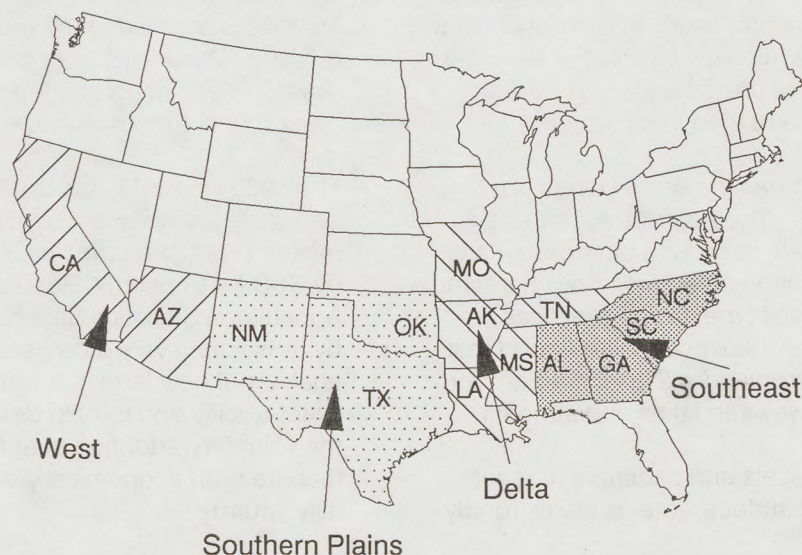 MO
CA
NC
TN
AZ
NM
OK
AK
SC
MS
AL
GA
TX
LA
Southeast
West
Delta
Southern Plains